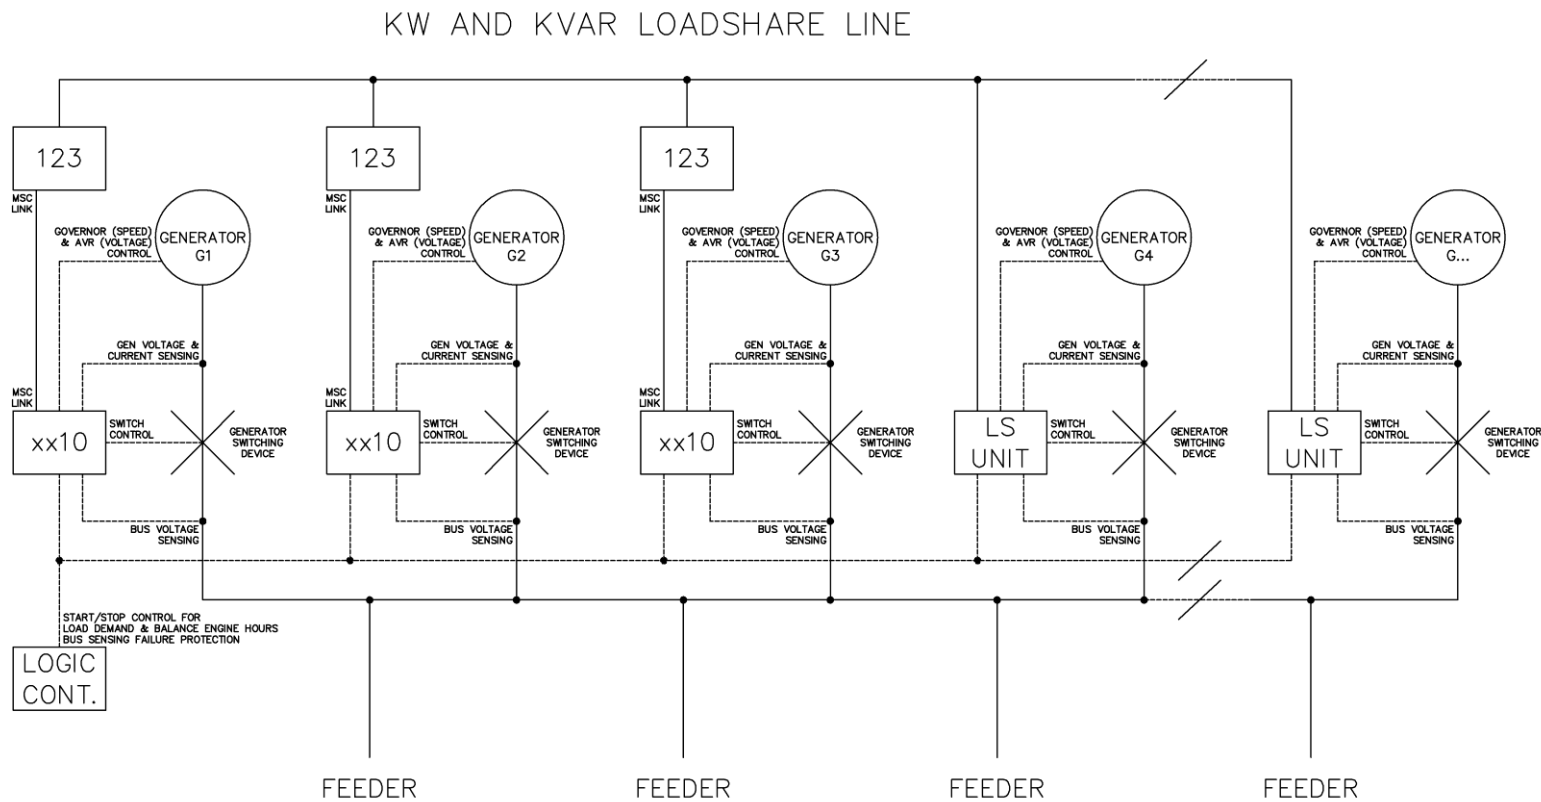 KW AND KVAR LOADSHARE LINE
123
123
123
MSC
LINK
MSC
LINK
MSC
LINK
GOVERNOR (SPEED)
& AVR (VOLTAGE)
CONTROL
GENERATOR
G1
GOVERNOR (SPEED)
& AVR (VOLTAGE)
CONTROL
GENERATOR
G2
GOVERNOR (SPEED)
& AVR (VOLTAGE)
CONTROL
GENERATOR
G3
GOVERNOR (SPEED)
& AVR (VOLTAGE)
CONTROL
GENERATOR
G4
GOVERNOR (SPEED)
& AVR (VOLTAGE)
CONTROL
GENERATOR
G...
GEN VOLTAGE &
CURRENT SENSING
GEN VOLTAGE &
CURRENT SENSING
GEN VOLTAGE &
CURRENT SENSING
GEN VOLTAGE &
CURRENT SENSING
GEN VOLTAGE &
CURRENT SENSING
MSC
LINK
MSC
LINK
MSC
LINK
xx10
SWITCH
CONTROL
GENERATOR
SWITCHING
DEVICE
xx10
SWITCH
CONTROL
GENERATOR
SWITCHING
DEVICE
xx10
SWITCH
CONTROL
GENERATOR
SWITCHING
DEVICE
LS
UNIT
SWITCH
CONTROL
GENERATOR
SWITCHING
DEVICE
LS
UNIT
SWITCH
CONTROL
GENERATOR
SWITCHING
DEVICE
BUS VOLTAGE
SENSING
BUS VOLTAGE
SENSING
BUS VOLTAGE
SENSING
BUS VOLTAGE
SENSING
BUS VOLTAGE
SENSING
START/STOP CONTROL FOR
LOAD DEMAND & BALANCE ENGINE HOURS
BUS SENSING FAILURE PROTECTION
LOGIC
CONT.
FEEDER
FEEDER
FEEDER
FEEDER